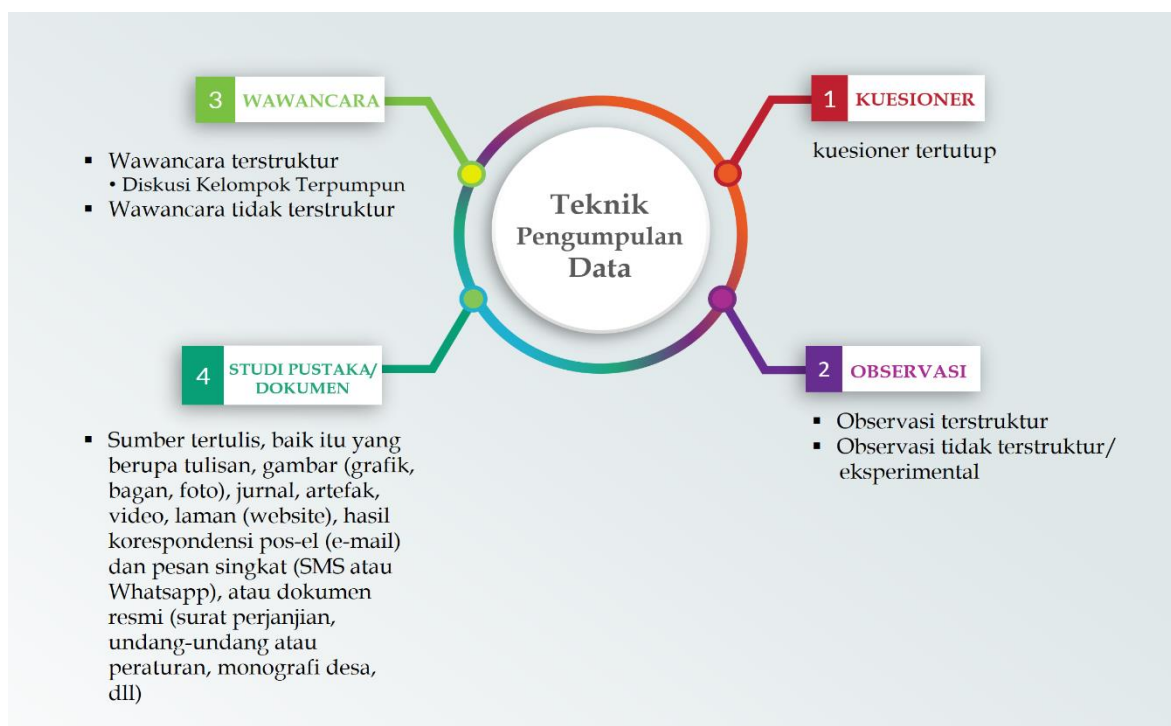 Teknik
Pengumpulan
Data
1 KUESIONER
kuesioner tertutup
2 OBSERVASI
▪ Observasi terstruktur
▪ Observasi tidak terstruktur/
eksperimental
3 WAWANCARA
▪ Wawancara terstruktur
• Diskusi Kelompok Terpumpun
▪ Wawancara tidak terstruktur
4 STUDI PUSTAKA/
DOKUMEN
▪ Sumber tertulis, baik itu yang
berupa tulisan, gambar (grafik,
bagan, foto), jurnal, artefak,
video, laman (website), hasil
korespondensi pos-el (e-mail)
dan pesan singkat (SMS atau
Whatsapp), atau dokumen
resmi (surat perjanjian,
undang-undang atau
peraturan, monografi desa,
dll)